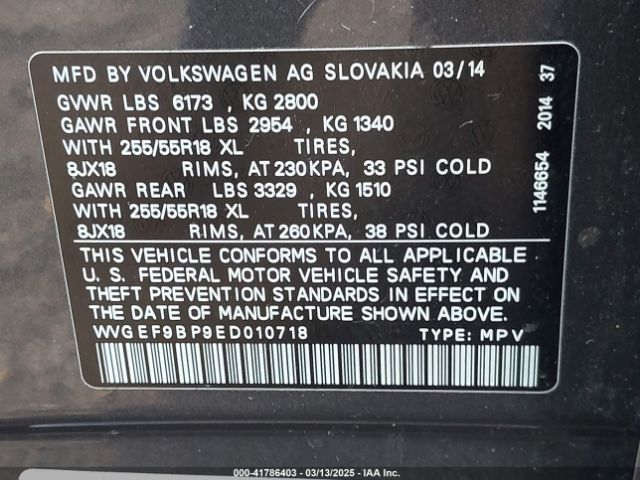 MFD BY VOLKSWAGEN AG SLOVAKIA 03/14
GVWR LBS 6173 , KG 2800
GAWR FRONT LBS 2954 , KG 1340
WITH 255/55R18 XL TIRES,
8JX18 RIMS, AT 230KPA, 33 PSI COLD
GAWR REAR LBS 3329 , KG 1510
WITH 255/55R18 XL TIRES,
8JX18 RIMS, AT 260KPA, 38 PSI COLD
THIS VEHICLE CONFORMS TO ALL APPLICABLE
U. S. FEDERAL MOTOR VEHICLE SAFETY AND
THEFT PREVENTION STANDARDS IN EFFECT ON
THE DATE OF MANUFACTURE SHOWN ABOVE.
WVGEF9BP9ED010718 TYPE: MPV
1146654 2014 37
000-41786403 - 03/13/2025 - IAAI, Inc.